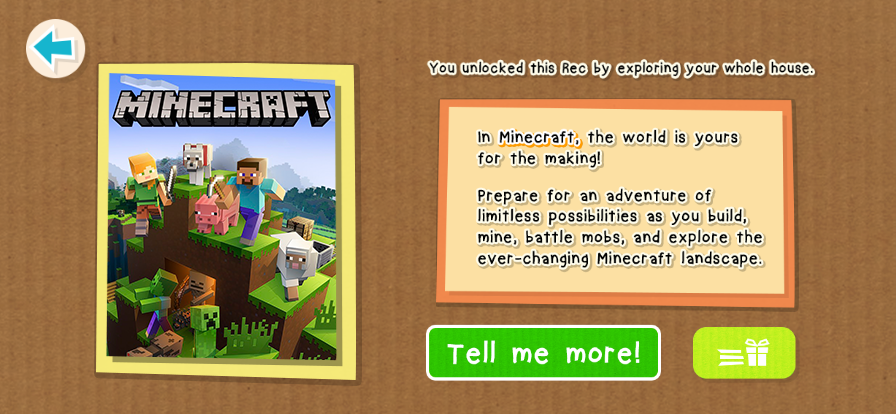 You unlocked this Rec by exploring your whole house.
MINECRAFT
In Minecraft, the world is yours
for the making!
Prepare for an adventure of
limitless possibilities as you build,
mine, battle mobs, and explore the
ever-changing Minecraft landscape.
Tell me more!